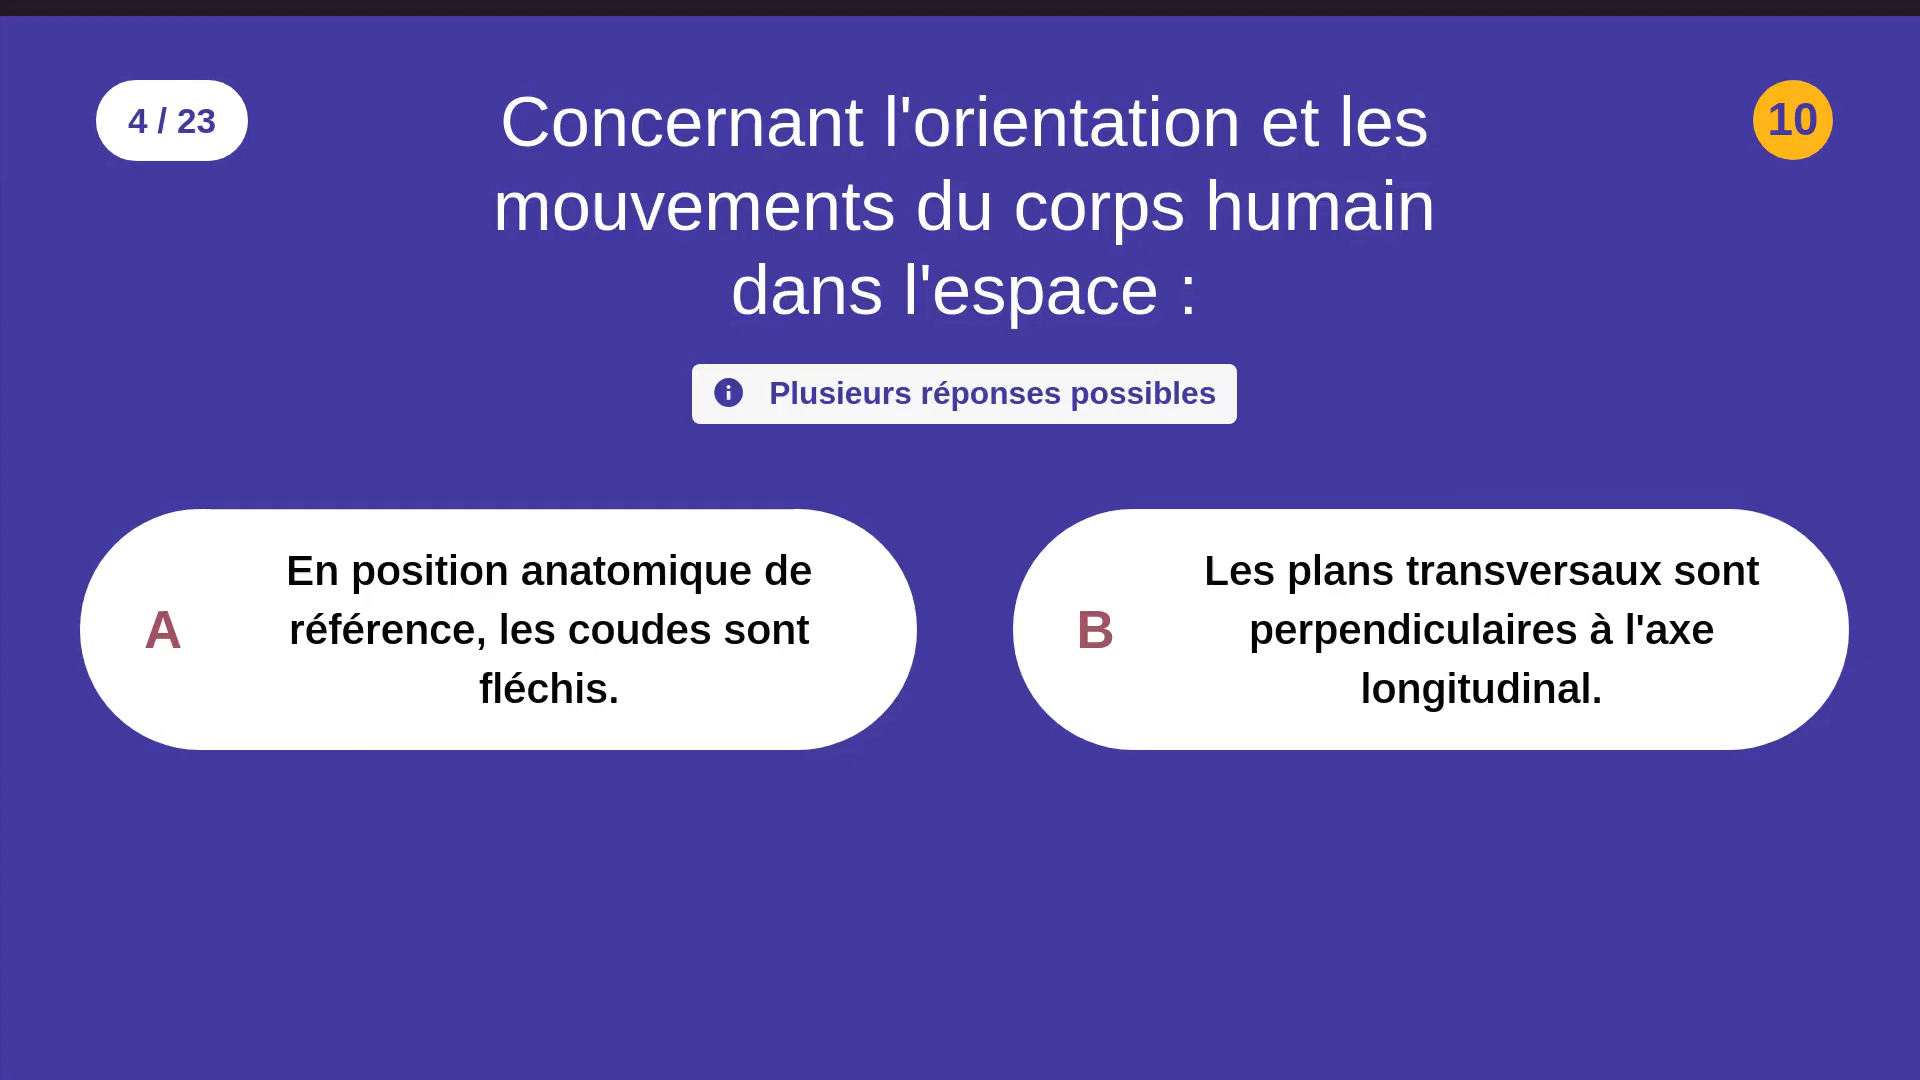 4 / 23
Concernant l'orientation et les
mouvements du corps humain
dans l'espace :
10
Plusieurs réponses possibles
A
En position anatomique de
référence, les coudes sont
fléchis.
B
Les plans transversaux sont
perpendiculaires à l'axe
longitudinal.